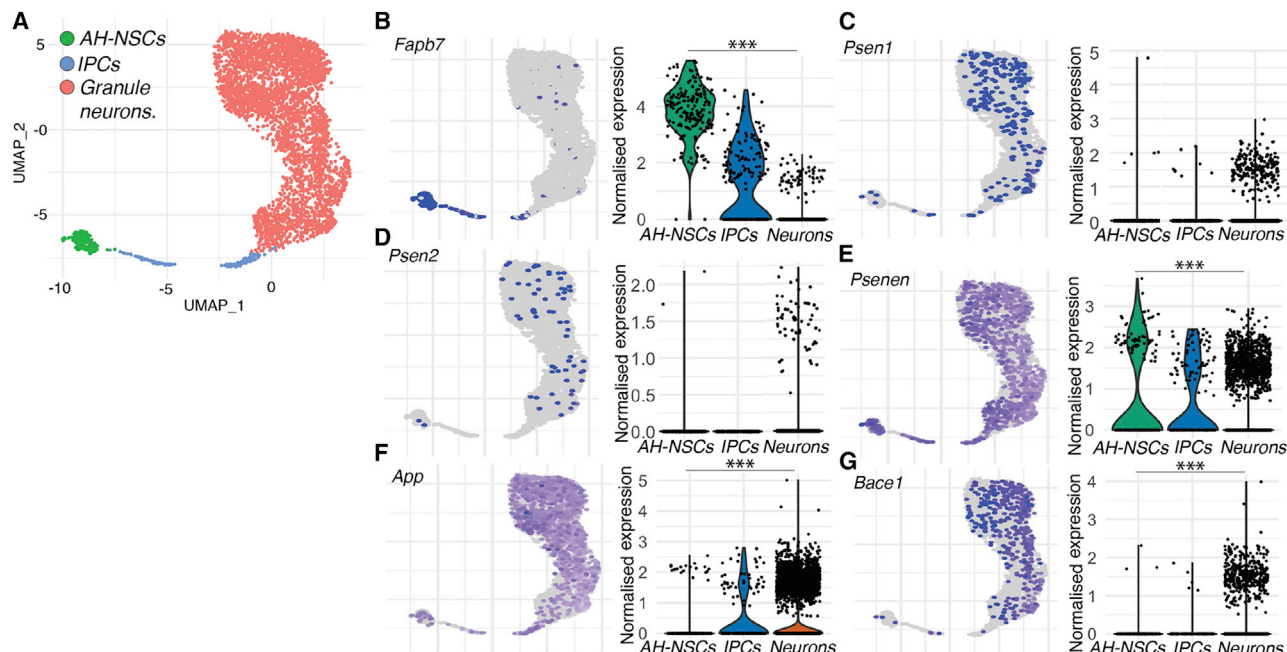 A
AH-NSCs
IPCs
Granule
neurons.
5
-0
-5
-10
-5
0
UMAP_2
UMAP_1
B
Fapb7
***
Normalised expression
4
2
0
AH-NSCs IPCs Neurons
C
Psen1
Normalised expression
5
4
3
2
1
0
AH-NSCs IPCs Neurons
D
Psen2
Normalised expression
2.0
1.5
1.0
0.5
0.0
AH-NSCs IPCs Neurons
E
Psenen
***
Normalised expression
3
2
1
0
AH-NSCs IPCs Neurons
F
App
***
Normalised expression
5
4
3
2
1
0
AH-NSCs IPCs Neurons
G
Bace1
***
Normalised expression
4
3
2
1
0
AH-NSCs IPCs Neurons